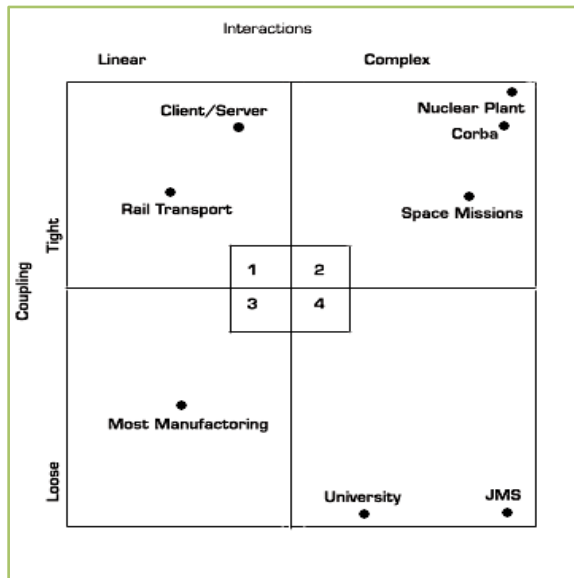 Interactions
Linear
Complex
Nuclear Plant
Client/Server
Corba
Rail Transport
Space Missions
Tight
1
2
Coupling
3
4
Most Manufactoring
Loose
University
JMS